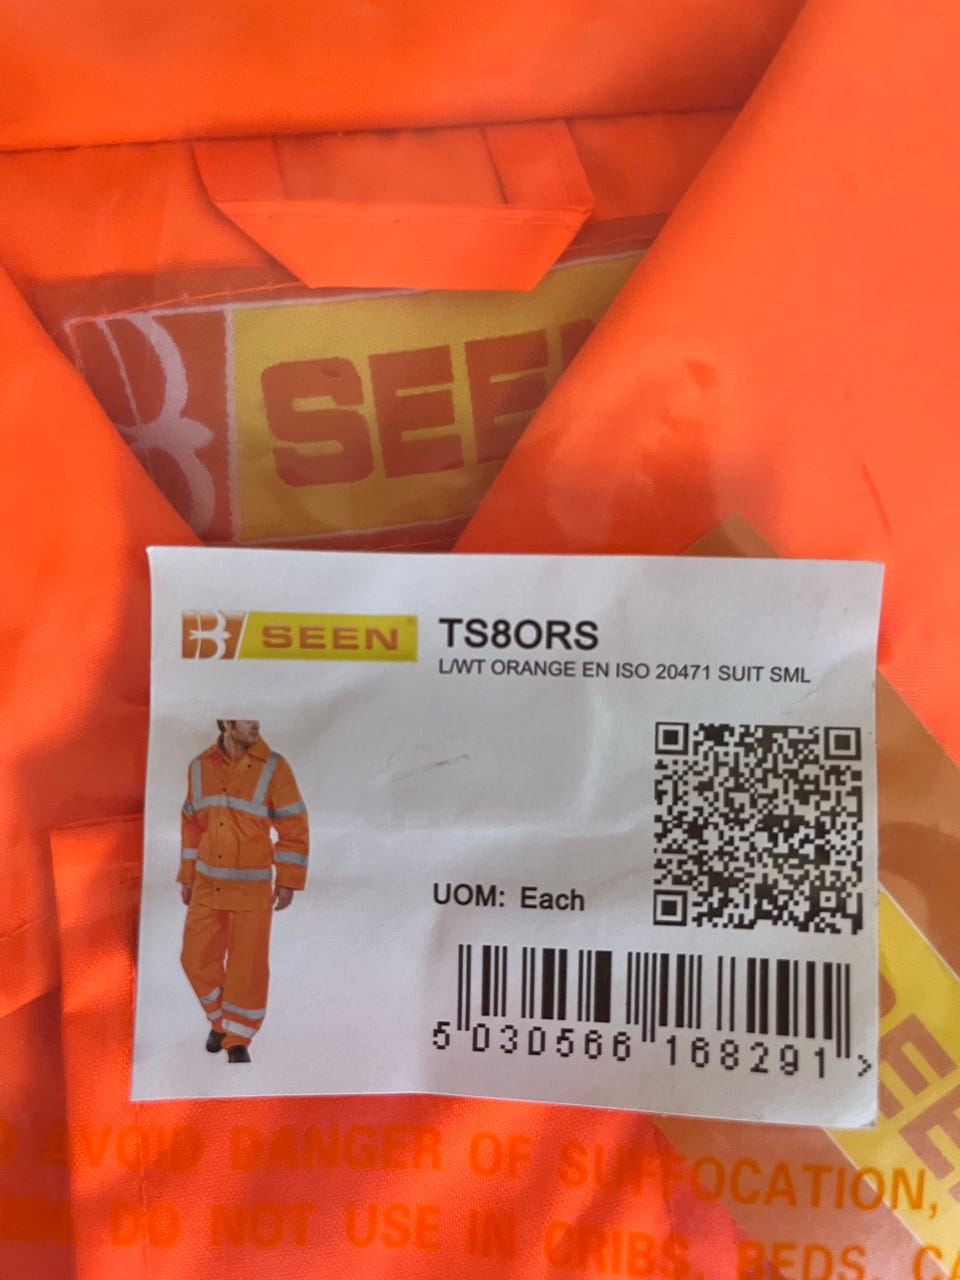 SEE
SEEN
TS8ORS
L/WT ORANGE EN ISO 20471 SUIT SML
UOM: Each
5 030566 168291 >
AVOID DANGER OF SUFFOCATION,
DO NOT USE IN CRIBS, BEDS, CA